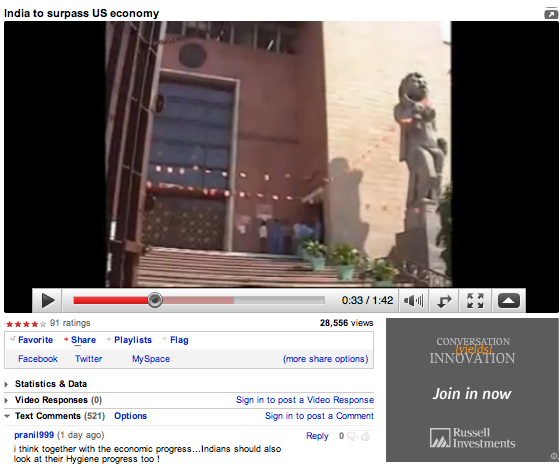 India to surpass US economy
0:33 / 1:42
91 ratings
28,556 views
Favorite Share Playlists Flag
Facebook Twitter MySpace (more share options)
Statistics & Data
Video Responses (0) Sign in to post a Video Response
Text Comments (521) Options Sign in to post a Comment
pranil999 (1 day ago) Reply 0
i think together with the economic progress...Indians should also
look at their Hygiene progress too !
CONVERSATION
(yields)
INNOVATION
Join in now
Russell
Investments